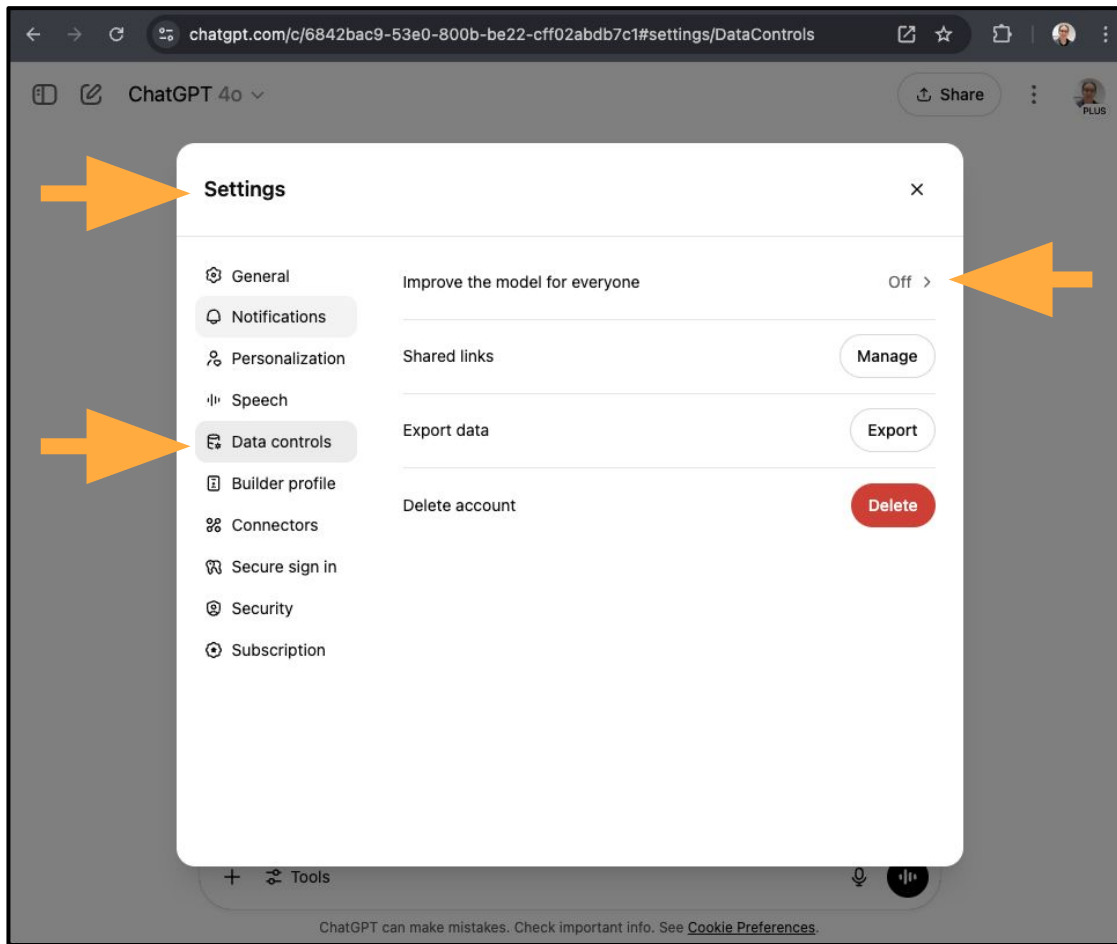 chatgpt.com/c/6842bac9-53e0-800b-be22-cff02abdb7c1#settings/DataControls
ChatGPT 4o
Share
PLUS
Settings
General
Notifications
Personalization
Speech
Data controls
Builder profile
Connectors
Secure sign in
Security
Subscription
Improve the model for everyone Off
Shared links Manage
Export data Export
Delete account Delete
Tools
ChatGPT can make mistakes. Check important info. See Cookie Preferences.